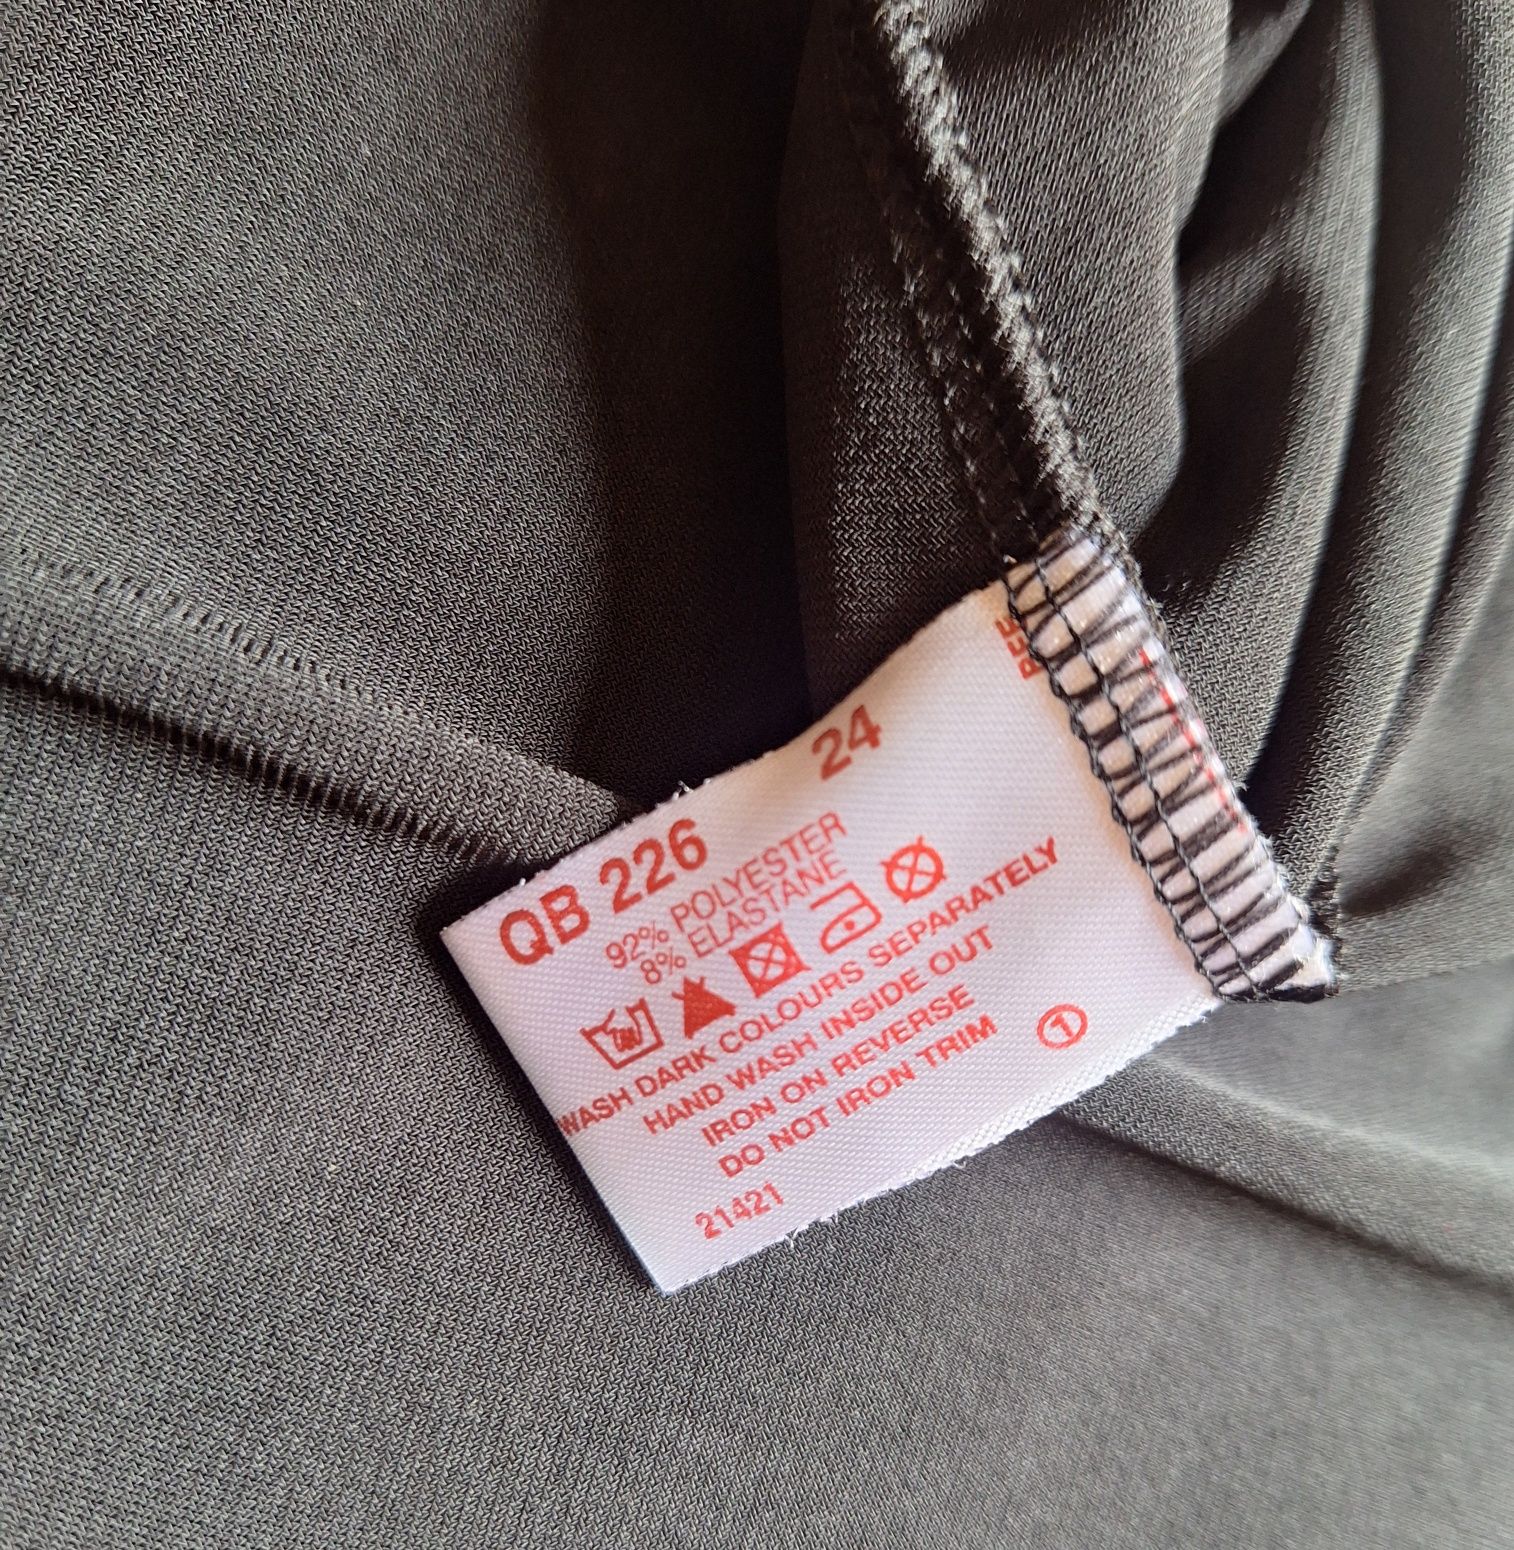 QB 226 24
92% POLYESTER
8% ELASTANE
WASH DARK COLOURS SEPARATELY
HAND WASH INSIDE OUT
IRON ON REVERSE
DO NOT IRON TRIM
1
21421